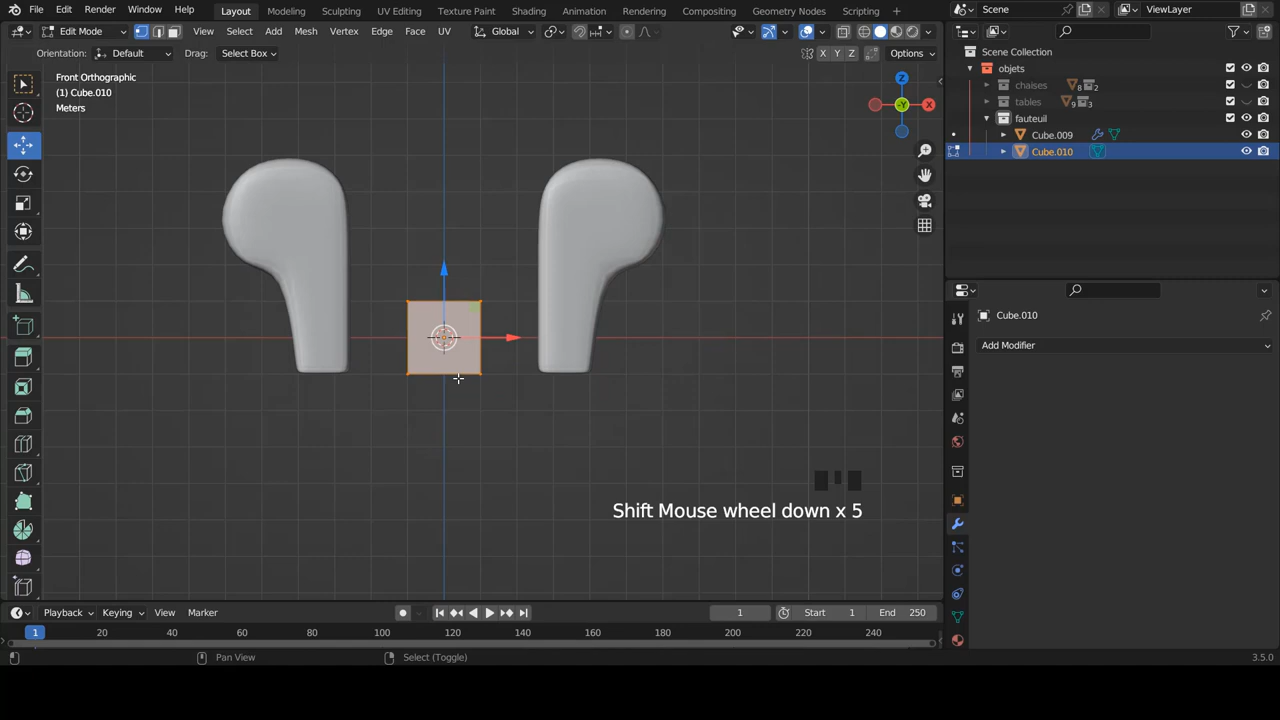 File Edit Render Window Help Layout Modeling Sculpting UV Editing Texture Paint Shading Animation Rendering Compositing Geometry Nodes Scripting + Scene ViewLayer
Edit Mode View Select Add Mesh Vertex Edge Face UV Global
Orientation: Default Drag: Select Box X Y Z Options
Scene Collection
objets
chaises 8 2
tables 9 3
fauteuil
Cube.009
Cube.010
Front Orthographic
(1) Cube.010
Meters
Z
Y
X
Cube.010
Add Modifier
Shift Mouse wheel down x 5
Playback Keying View Marker 1 Start 1 End 250
1 20 40 60 80 100 120 140 160 180 200 220 240
Pan View Select (Toggle) 3.5.0